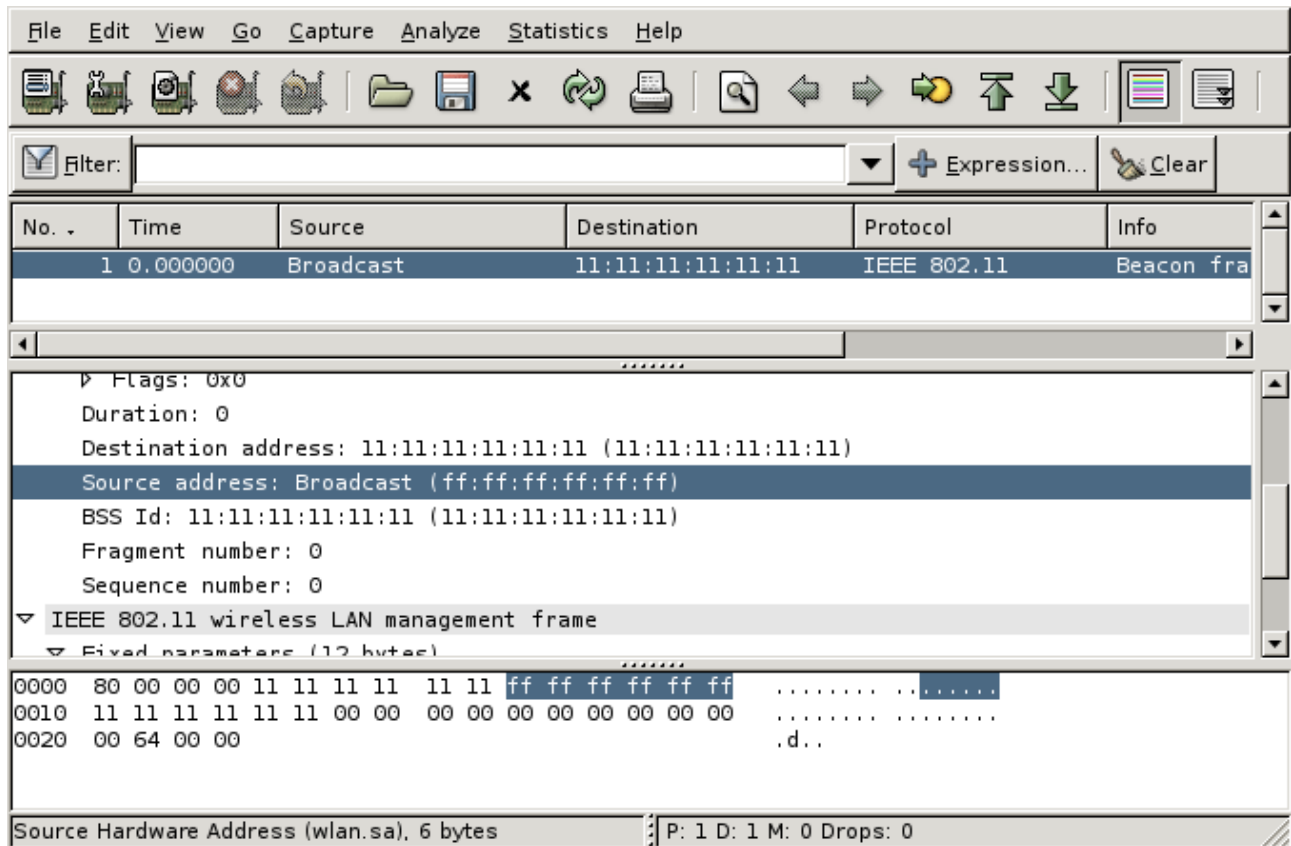 File Edit View Go Capture Analyze Statistics Help
Filter: Expression... Clear
No. . Time Source Destination Protocol Info
1 0.000000 Broadcast 11:11:11:11:11:11 IEEE 802.11 Beacon fra
Flags: 0x0
Duration: 0
Destination address: 11:11:11:11:11:11 (11:11:11:11:11:11)
Source address: Broadcast (ff:ff:ff:ff:ff:ff)
BSS Id: 11:11:11:11:11:11 (11:11:11:11:11:11)
Fragment number: 0
Sequence number: 0
IEEE 802.11 wireless LAN management frame
Fixed parameters (12 bytes)
0000 80 00 00 00 11 11 11 11 11 11 ff ff ff ff ff ff ........ ........
0010 11 11 11 11 11 11 00 00 00 00 00 00 00 00 00 00 ........ ........
0020 00 64 00 00 .d..
Source Hardware Address (wlan.sa), 6 bytes P: 1 D: 1 M: 0 Drops: 0